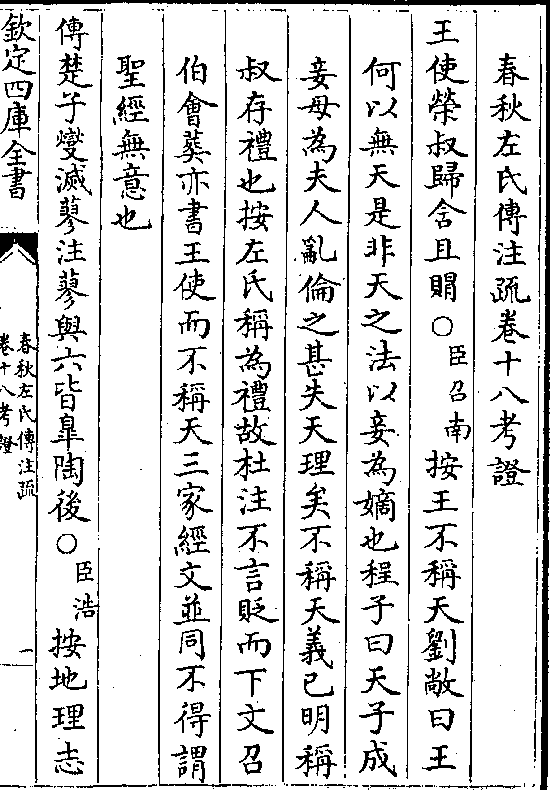 春秋左氏傳注疏卷十八考證
王使榮叔歸含且賵○臣召南按王不稱天劉敞曰王
何以無天是非天之法以妾為嫡也程子曰天子成
妾母為夫人亂倫之甚失天理矣不稱天義已明稱
叔存禮也按左氏稱為禮故杜注不言貶而下文召
伯會葬亦書王使而不稱天三家經文並同不得謂
聖經無意也
傳楚子燮滅蓼注蓼與六皆皐陶後○臣浩按地理志
欽定四庫全書
春秋左氏傳注疏
卷十八考證
一